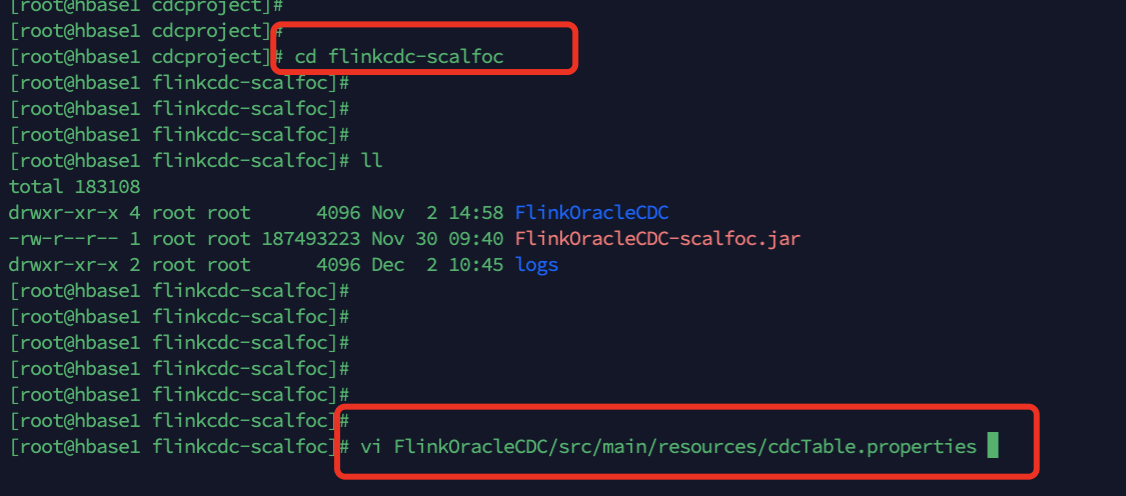 [root@hbase1 cdcproject]#
[root@hbase1 cdcproject]#
[root@hbase1 cdcproject]# cd flinkcdc-scalfoc
[root@hbase1 flinkcdc-scalfoc]#
[root@hbase1 flinkcdc-scalfoc]#
[root@hbase1 flinkcdc-scalfoc]#
[root@hbase1 flinkcdc-scalfoc]# ll
total 183108
drwxr-xr-x 4 root root      4096 Nov  2 14:58 FlinkOracleCDC
-rw-r--r-- 1 root root 187493223 Nov 30 09:40 FlinkOracleCDC-scalfoc.jar
drwxr-xr-x 2 root root      4096 Dec  2 10:45 logs
[root@hbase1 flinkcdc-scalfoc]#
[root@hbase1 flinkcdc-scalfoc]#
[root@hbase1 flinkcdc-scalfoc]#
[root@hbase1 flinkcdc-scalfoc]#
[root@hbase1 flinkcdc-scalfoc]#
[root@hbase1 flinkcdc-scalfoc]#
[root@hbase1 flinkcdc-scalfoc]# vi FlinkOracleCDC/src/main/resources/cdcTable.properties